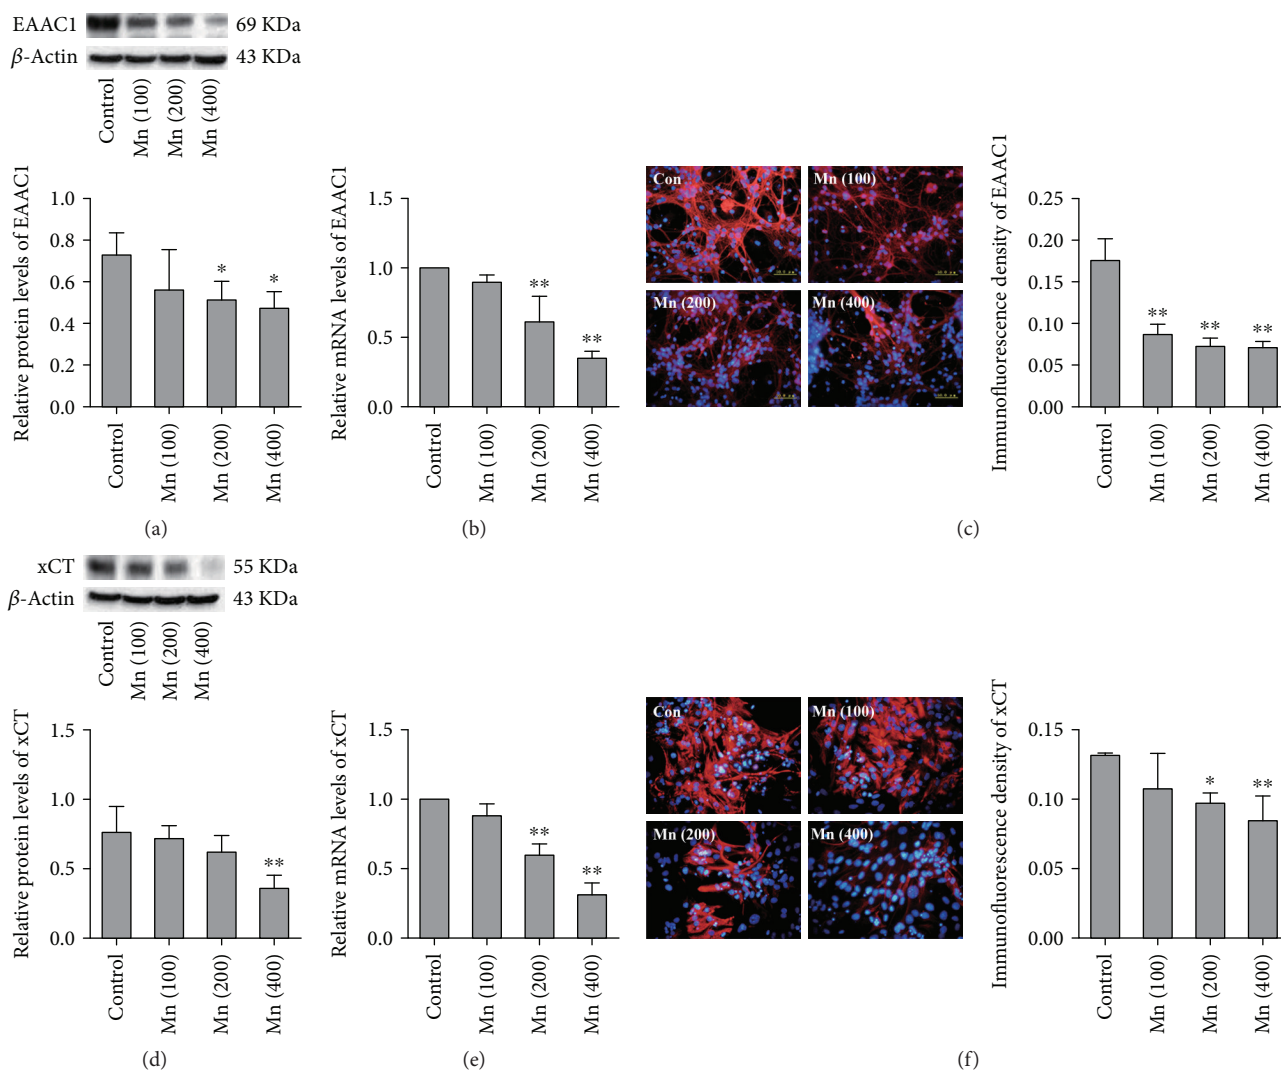 EAAC1 69 KDa
β-Actin 43 KDa
Control Mn (100) Mn (200) Mn (400)
Relative protein levels of EAAC1
1.0
0.8
0.6
0.4
0.2
0.0
* *
Control Mn (100) Mn (200) Mn (400)
(a)
Relative mRNA levels of EAAC1
1.5
1.0
0.5
0.0
** **
Control Mn (100) Mn (200) Mn (400)
(b)
Con Mn (100)
Mn (200) Mn (400)
Immunofluorescence density of EAAC1
0.25
0.20
0.15
0.10
0.05
0.00
** ** **
Control Mn (100) Mn (200) Mn (400)
(c)
xCT 55 KDa
β-Actin 43 KDa
Control Mn (100) Mn (200) Mn (400)
Relative protein levels of xCT
1.5
1.0
0.5
0.0
**
Control Mn (100) Mn (200) Mn (400)
(d)
Relative mRNA levels of xCT
1.5
1.0
0.5
0.0
** **
Control Mn (100) Mn (200) Mn (400)
(e)
Con Mn (100)
Mn (200) Mn (400)
Immunofluorescence density of xCT
0.15
0.10
0.05
0.00
* **
Control Mn (100) Mn (200) Mn (400)
(f)